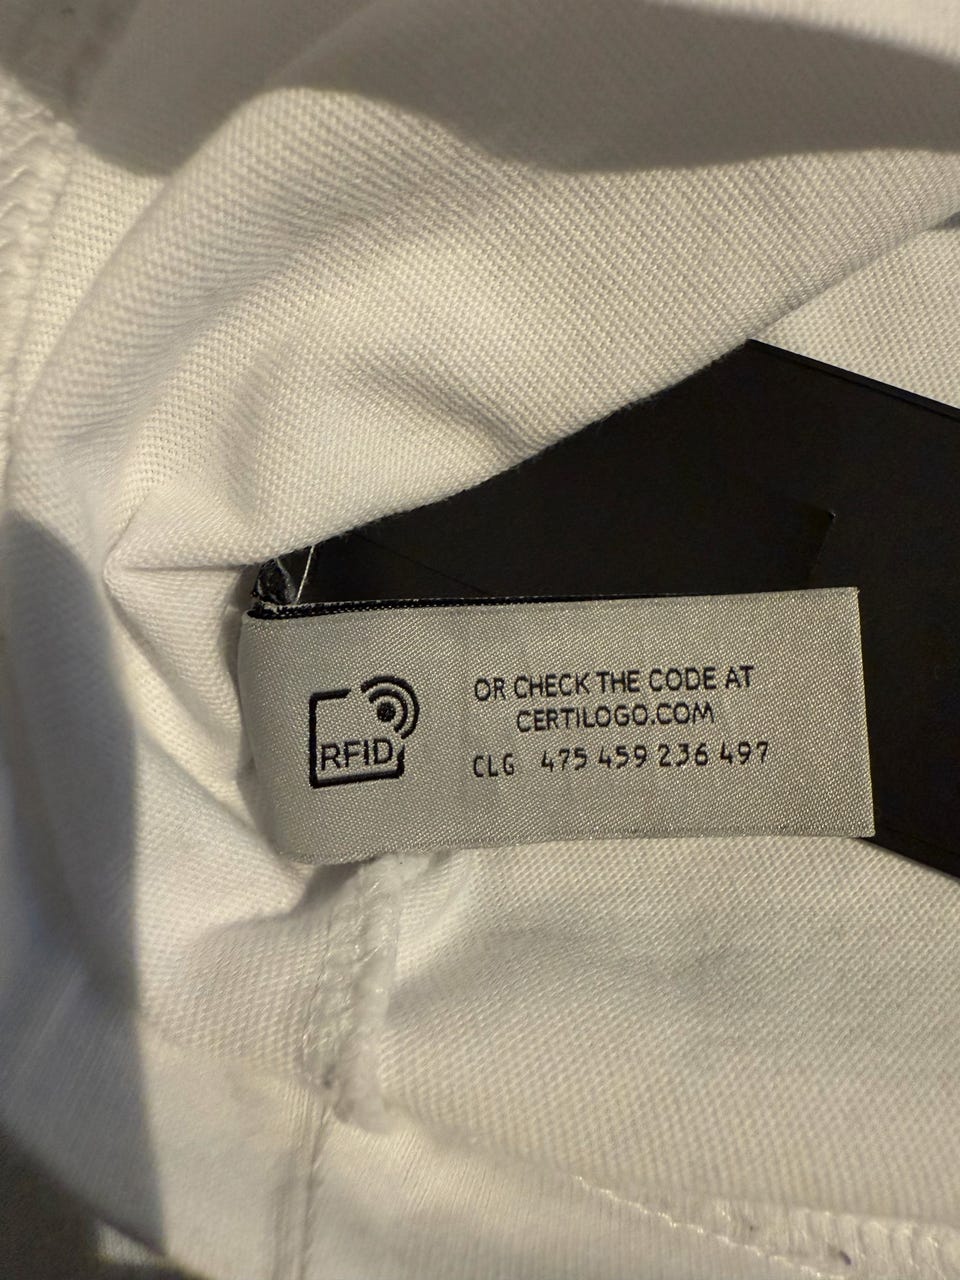 RFID
OR CHECK THE CODE AT
CERTILOGO.COM
CLG 475 459 236 497